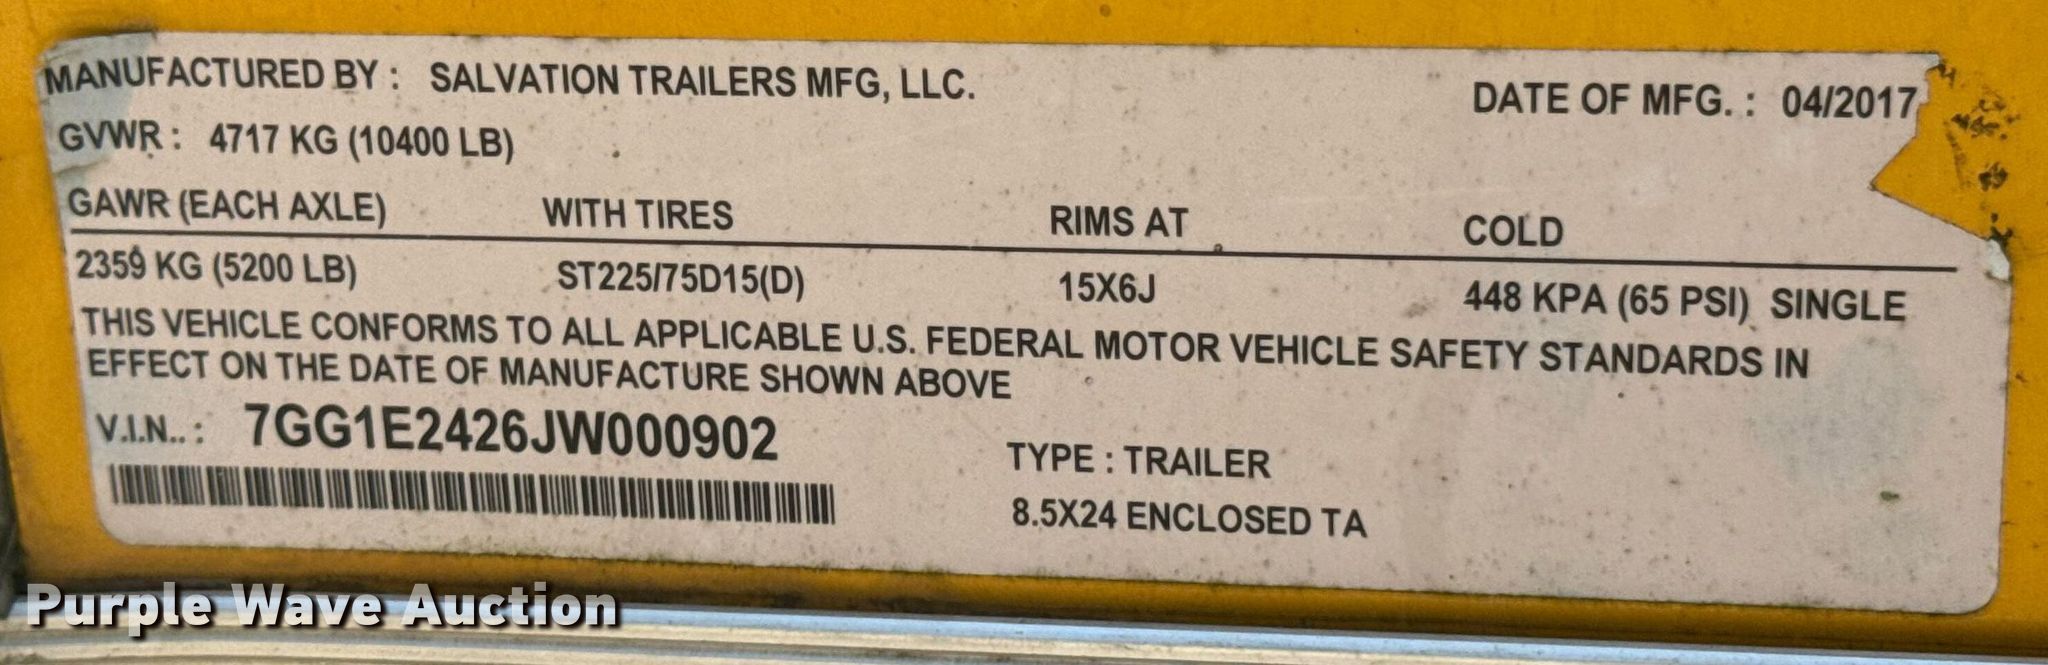 MANUFACTURED BY : SALVATION TRAILERS MFG, LLC. DATE OF MFG. : 04/2017
GVWR : 4717 KG (10400 LB)
GAWR (EACH AXLE) WITH TIRES RIMS AT COLD
2359 KG (5200 LB) ST225/75D15(D) 15X6J 448 KPA (65 PSI) SINGLE
THIS VEHICLE CONFORMS TO ALL APPLICABLE U.S. FEDERAL MOTOR VEHICLE SAFETY STANDARDS IN
EFFECT ON THE DATE OF MANUFACTURE SHOWN ABOVE
V.I.N.. : 7GG1E2426JW000902
TYPE : TRAILER
8.5X24 ENCLOSED TA
Purple Wave Auction